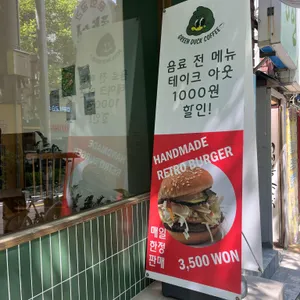 GREEN DUCK COFFEE
음료 전 메뉴
테이크 아웃
1000원
할인!
HANDMADE
RETRO BURGER
매일
한정
판매
3,500 WON